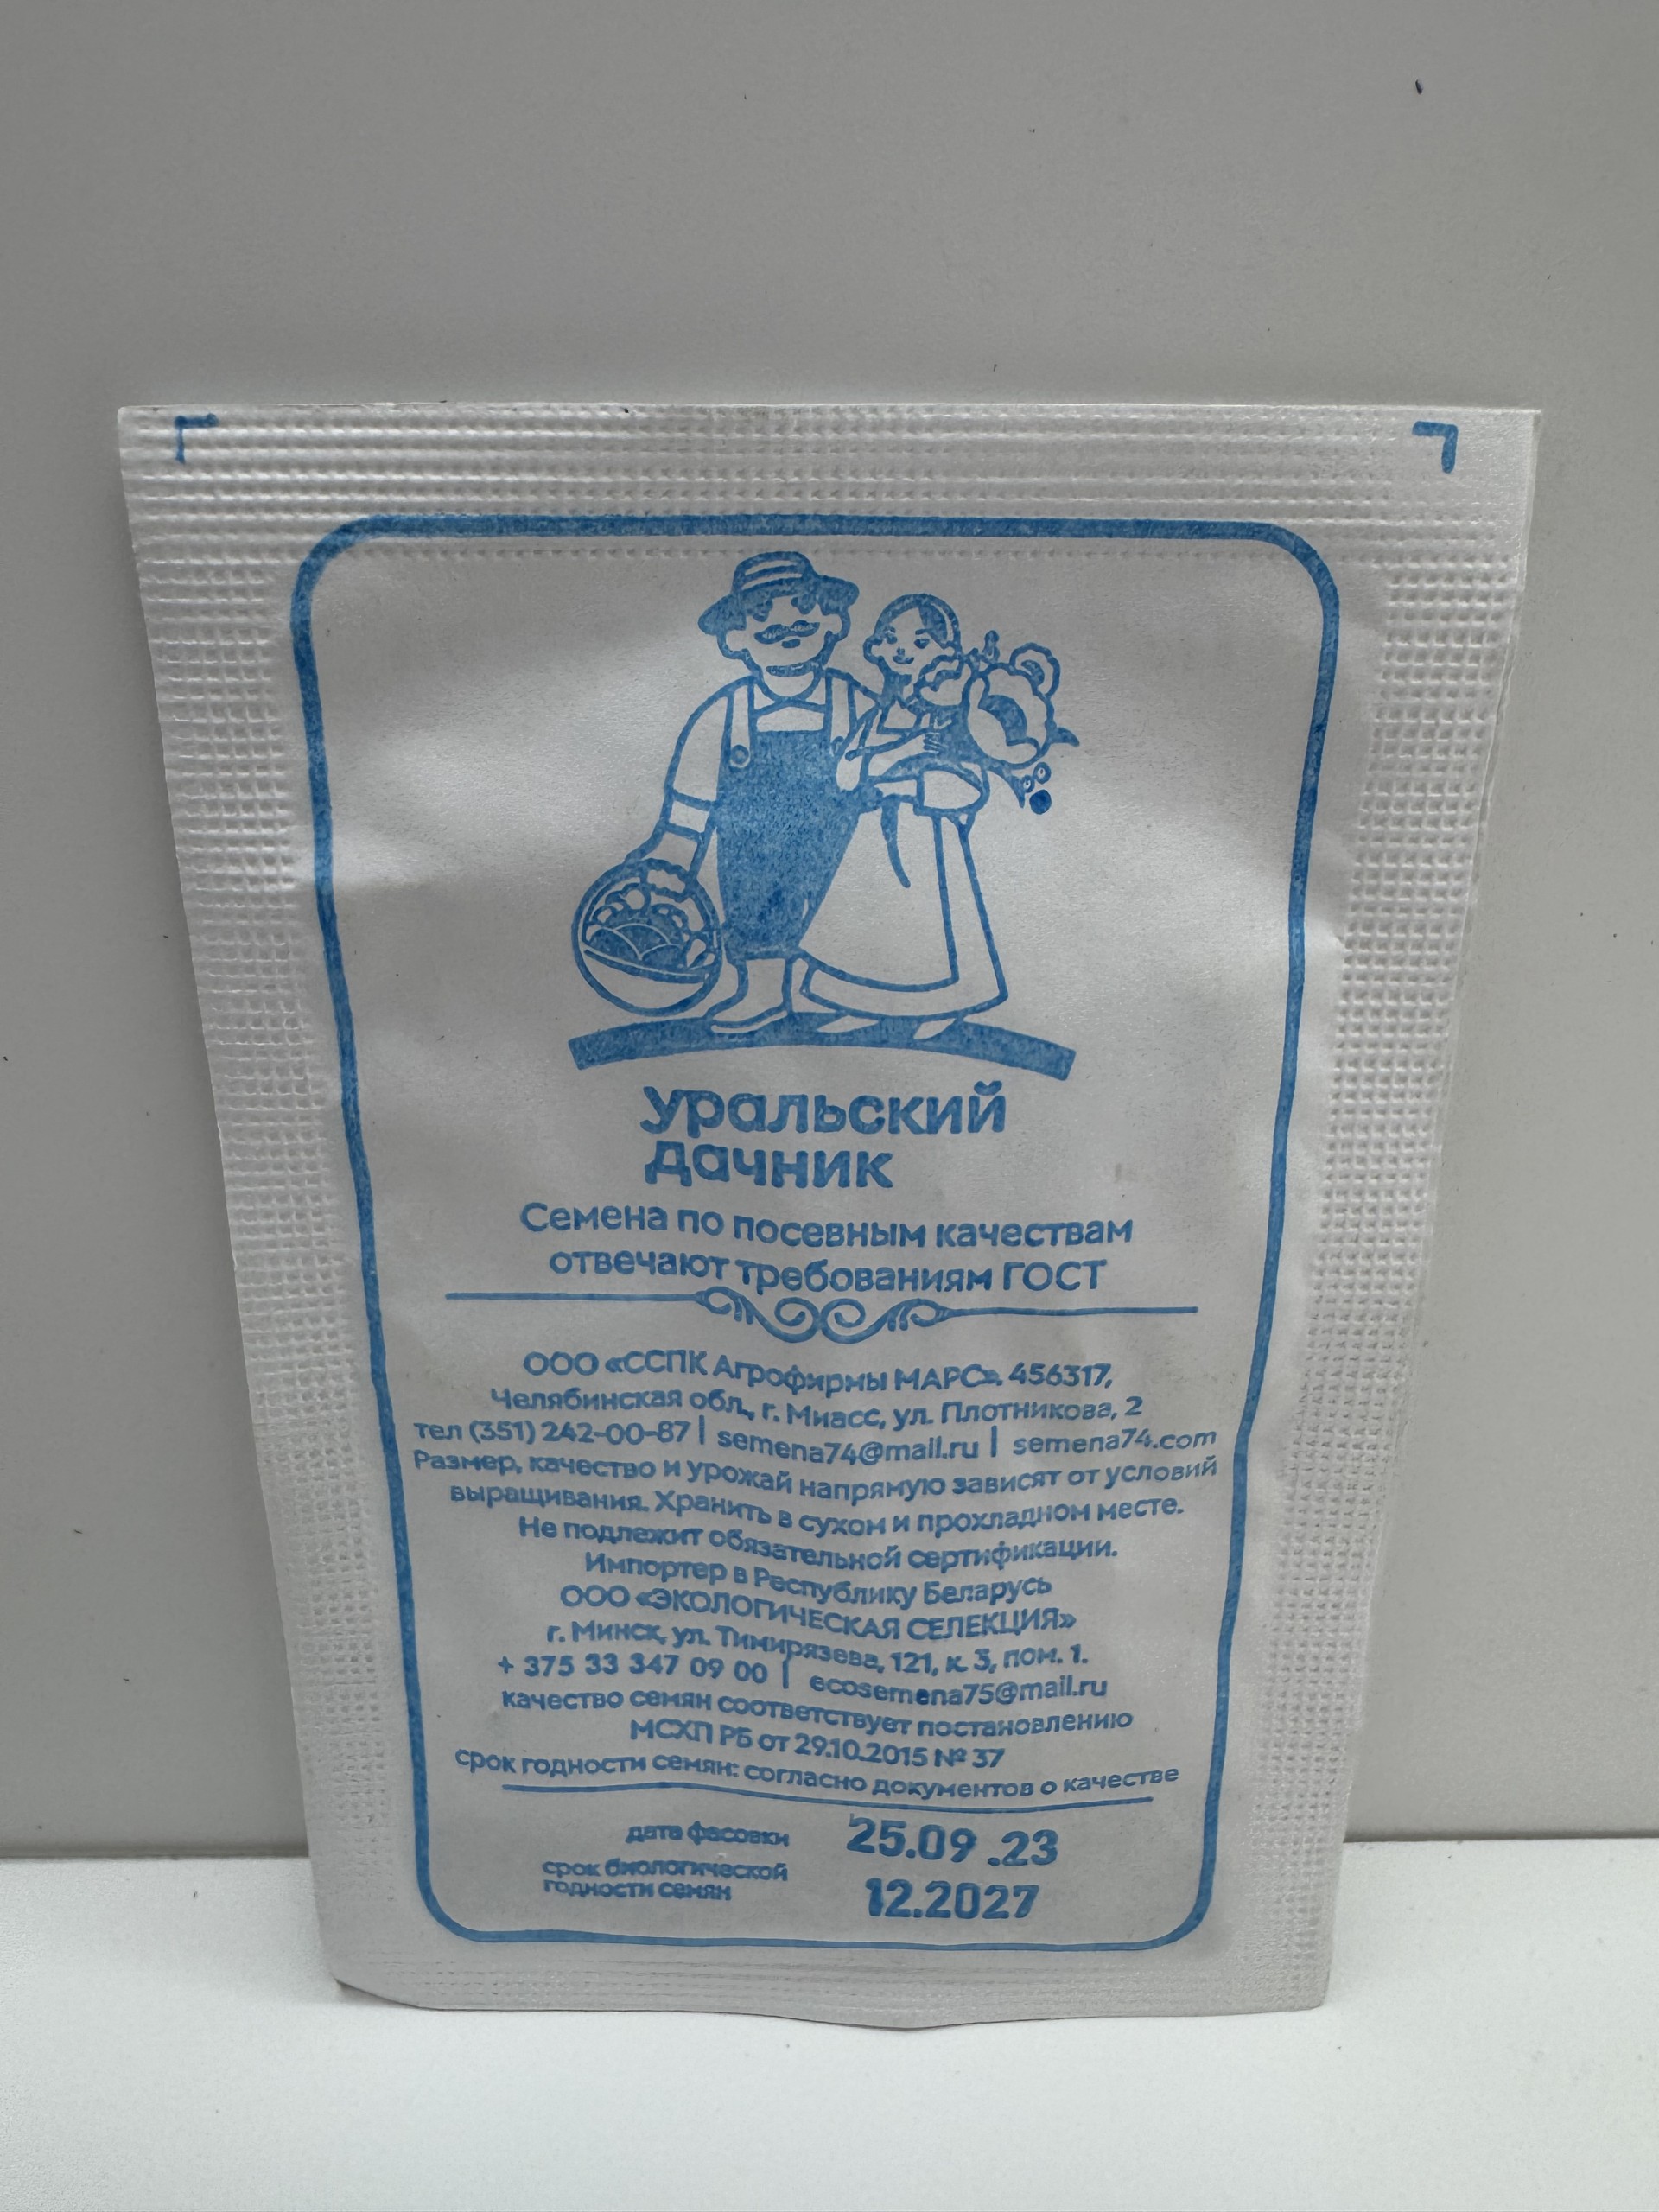 уральский
дачник
Семена по посевным качествам
отвечают требованиям ГОСТ
ООО «ССПК Агрофирмы МАРС». 456317,
Челябинская обл., г. Миасс, ул. Плотникова, 2
тел (351) 242-00-87 | semena74@mail.ru | semena74.com
Размер, качество и урожай напрямую зависят от условий
выращивания. Хранить в сухом и прохладном месте.
Не подлежит обязательной сертификации.
Импортер в Республику Беларусь
ООО «ЭКОЛОГИЧЕСКАЯ СЕЛЕКЦИЯ»
г. Минск, ул. Тимирязева, 121, к. 3, пом. 1.
+ 375 33 347 09 00 | ecosemena75@mail.ru
качество семян соответствует постановлению
МСХП РБ от 29.10.2015 № 37
срок годности семян: согласно документов о качестве
дата фасовки 25.09 .23
срок биологической
годности семян 12.2027